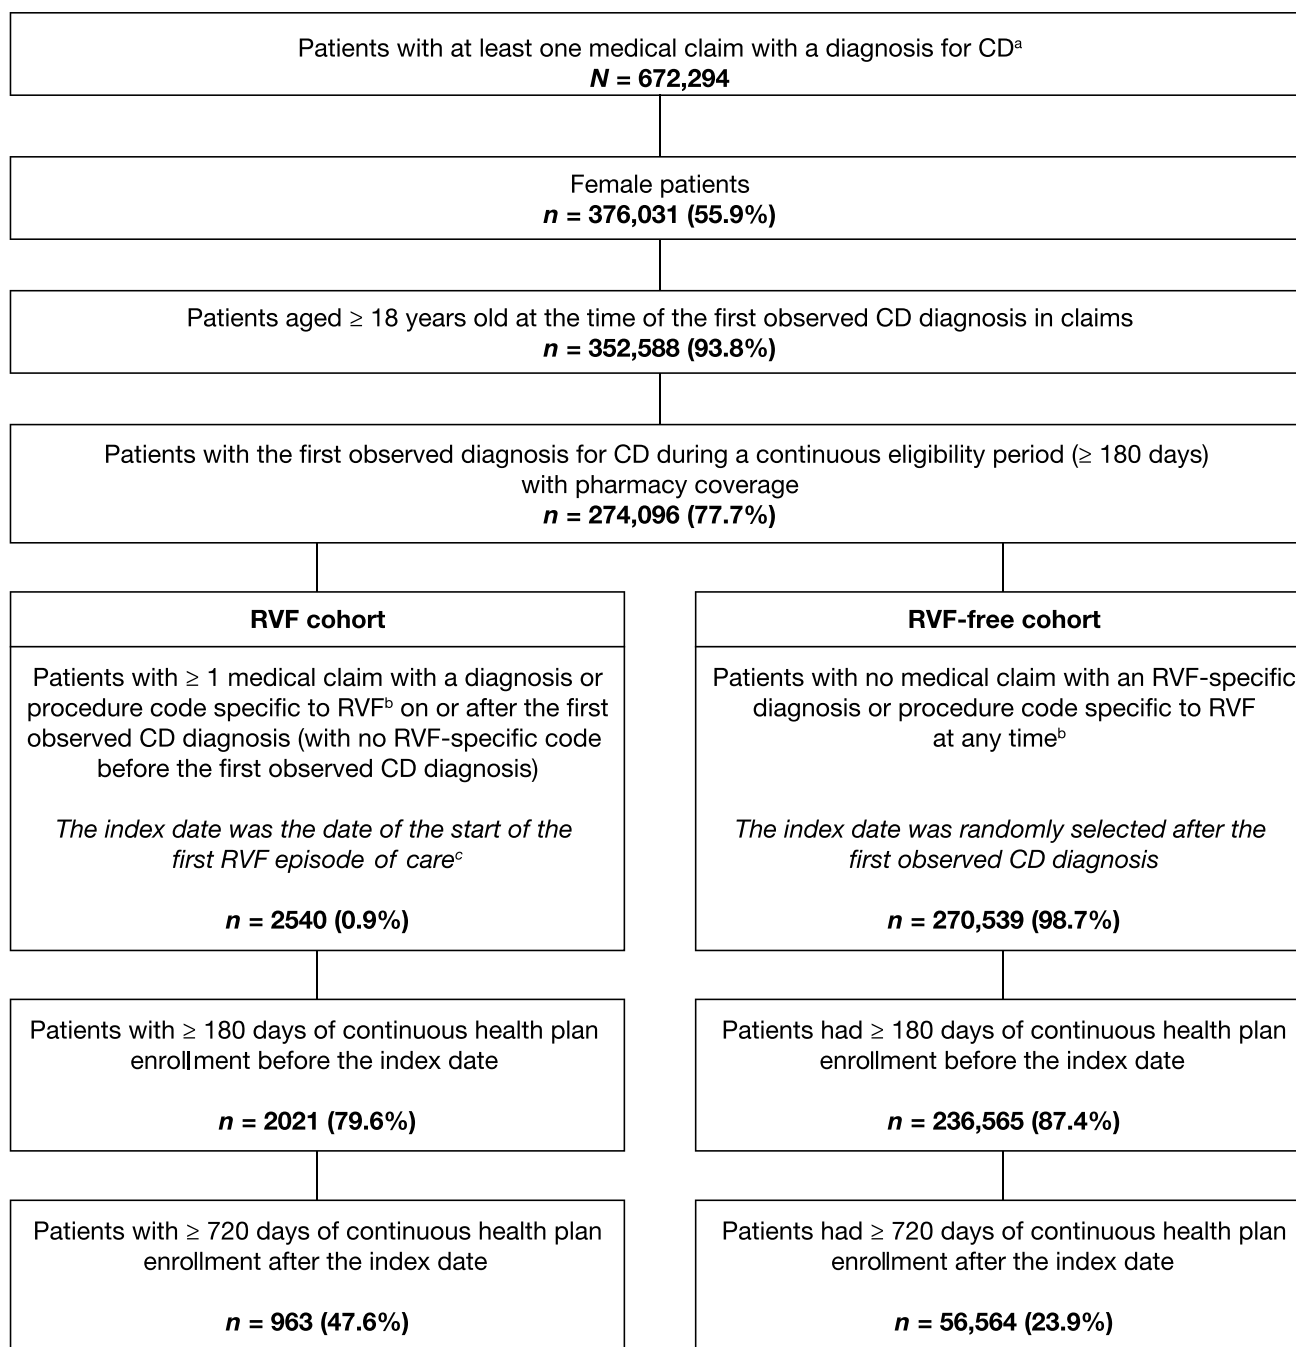 Patients with at least one medical claim with a diagnosis for CDᵃ
N = 672,294
Female patients
n = 376,031 (55.9%)
Patients aged ≥ 18 years old at the time of the first observed CD diagnosis in claims
n = 352,588 (93.8%)
Patients with the first observed diagnosis for CD during a continuous eligibility period (≥ 180 days)
with pharmacy coverage
n = 274,096 (77.7%)
RVF cohort
Patients with ≥ 1 medical claim with a diagnosis or
procedure code specific to RVFᵇ on or after the first
observed CD diagnosis (with no RVF-specific code
before the first observed CD diagnosis)
The index date was the date of the start of the
first RVF episode of careᶜ
n = 2540 (0.9%)
Patients with ≥ 180 days of continuous health plan
enrollment before the index date
n = 2021 (79.6%)
Patients with ≥ 720 days of continuous health plan
enrollment after the index date
n = 963 (47.6%)
RVF-free cohort
Patients with no medical claim with an RVF-specific
diagnosis or procedure code specific to RVF
at any timeᵇ
The index date was randomly selected after the
first observed CD diagnosis
n = 270,539 (98.7%)
Patients had ≥ 180 days of continuous health plan
enrollment before the index date
n = 236,565 (87.4%)
Patients had ≥ 720 days of continuous health plan
enrollment after the index date
n = 56,564 (23.9%)